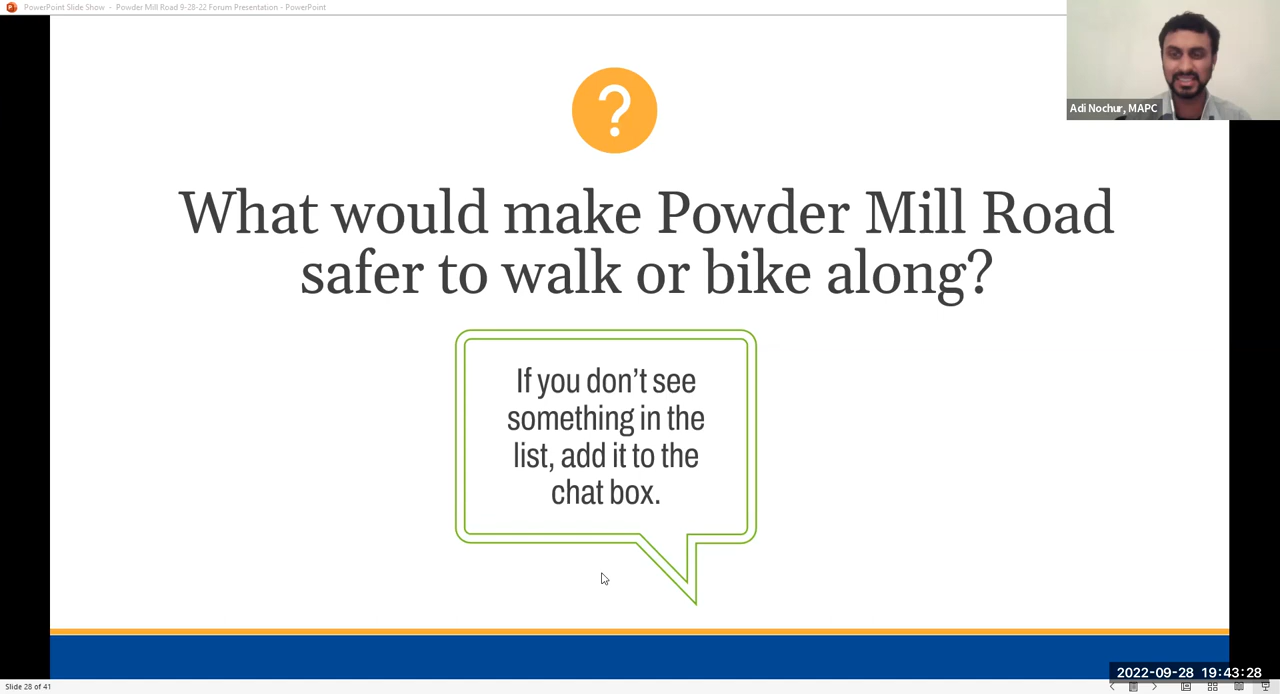 PowerPoint Slide Show - Powder Mill Road 9-28-22 Forum Presentation - PowerPoint
Adi Nochur, MAPC
?
What would make Powder Mill Road
safer to walk or bike along?
If you don't see
something in the
list, add it to the
chat box.
2022-09-28 19:43:28
Slide 28 of 41